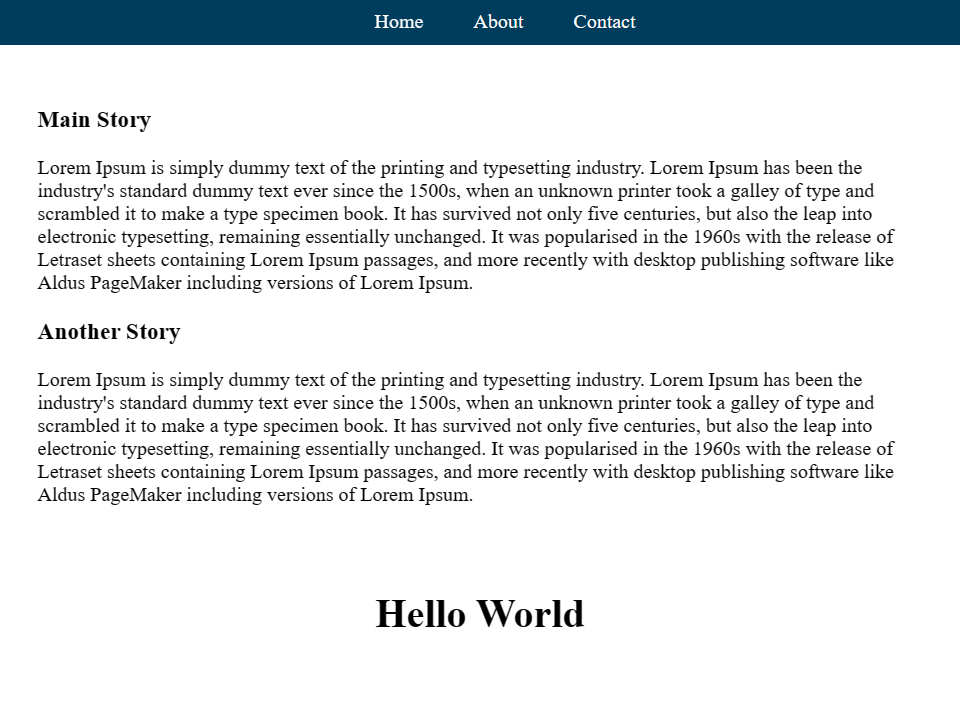 Home About Contact
Main Story
Lorem Ipsum is simply dummy text of the printing and typesetting industry. Lorem Ipsum has been the
industry's standard dummy text ever since the 1500s, when an unknown printer took a galley of type and
scrambled it to make a type specimen book. It has survived not only five centuries, but also the leap into
electronic typesetting, remaining essentially unchanged. It was popularised in the 1960s with the release of
Letraset sheets containing Lorem Ipsum passages, and more recently with desktop publishing software like
Aldus PageMaker including versions of Lorem Ipsum.
Another Story
Lorem Ipsum is simply dummy text of the printing and typesetting industry. Lorem Ipsum has been the
industry's standard dummy text ever since the 1500s, when an unknown printer took a galley of type and
scrambled it to make a type specimen book. It has survived not only five centuries, but also the leap into
electronic typesetting, remaining essentially unchanged. It was popularised in the 1960s with the release of
Letraset sheets containing Lorem Ipsum passages, and more recently with desktop publishing software like
Aldus PageMaker including versions of Lorem Ipsum.
Hello World